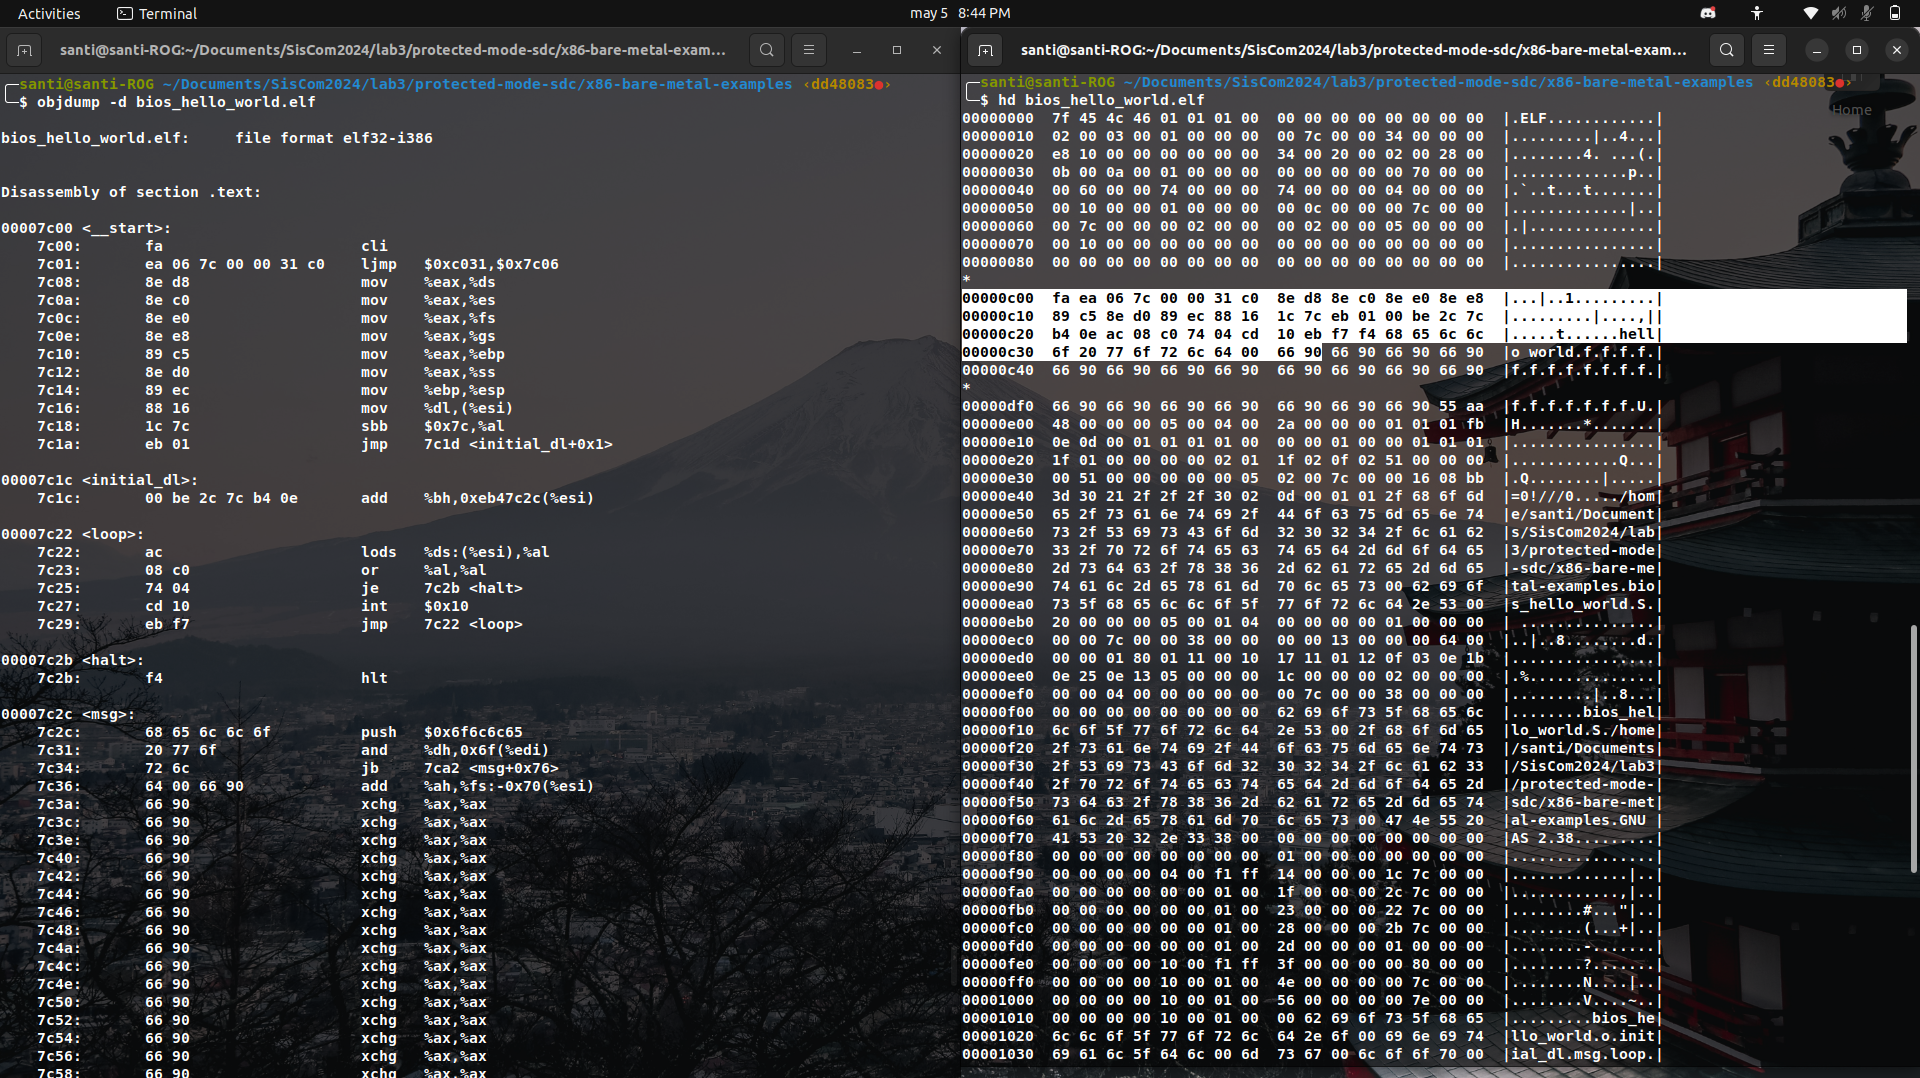 Activities Terminal may 5 8:44 PM
santi@santi-ROG:~/Documents/SisCom2024/lab3/protected-mode-sdc/x86-bare-metal-exam...
santi@santi-ROG ~/Documents/SisCom2024/lab3/protected-mode-sdc/x86-bare-metal-examples ‹dd48083●›
$ objdump -d bios_hello_world.elf
bios_hello_world.elf: file format elf32-i386
Disassembly of section .text:
00007c00 <__start>:
7c00: fa cli
7c01: ea 06 7c 00 00 31 c0 ljmp $0xc031,$0x7c06
7c08: 8e d8 mov %eax,%ds
7c0a: 8e c0 mov %eax,%es
7c0c: 8e e0 mov %eax,%fs
7c0e: 8e e8 mov %eax,%gs
7c10: 89 c5 mov %eax,%ebp
7c12: 8e d0 mov %eax,%ss
7c14: 89 ec mov %ebp,%esp
7c16: 88 16 mov %dl,(%esi)
7c18: 1c 7c sbb $0x7c,%al
7c1a: eb 01 jmp 7c1d <initial_dl+0x1>
00007c1c <initial_dl>:
7c1c: 00 be 2c 7c b4 0e add %bh,0xeb47c2c(%esi)
00007c22 <loop>:
7c22: ac lods %ds:(%esi),%al
7c23: 08 c0 or %al,%al
7c25: 74 04 je 7c2b <halt>
7c27: cd 10 int $0x10
7c29: eb f7 jmp 7c22 <loop>
00007c2b <halt>:
7c2b: f4 hlt
00007c2c <msg>:
7c2c: 68 65 6c 6c 6f push $0x6f6c6c65
7c31: 20 77 6f and %dh,0x6f(%edi)
7c34: 72 6c jb 7ca2 <msg+0x76>
7c36: 64 00 66 90 add %ah,%fs:-0x70(%esi)
7c3a: 66 90 xchg %ax,%ax
7c3c: 66 90 xchg %ax,%ax
7c3e: 66 90 xchg %ax,%ax
7c40: 66 90 xchg %ax,%ax
7c42: 66 90 xchg %ax,%ax
7c44: 66 90 xchg %ax,%ax
7c46: 66 90 xchg %ax,%ax
7c48: 66 90 xchg %ax,%ax
7c4a: 66 90 xchg %ax,%ax
7c4c: 66 90 xchg %ax,%ax
7c4e: 66 90 xchg %ax,%ax
7c50: 66 90 xchg %ax,%ax
7c52: 66 90 xchg %ax,%ax
7c54: 66 90 xchg %ax,%ax
7c56: 66 90 xchg %ax,%ax
7c58: 66 90 xchg %ax,%ax
santi@santi-ROG:~/Documents/SisCom2024/lab3/protected-mode-sdc/x86-bare-metal-exam...
santi@santi-ROG ~/Documents/SisCom2024/lab3/protected-mode-sdc/x86-bare-metal-examples ‹dd48083●›
$ hd bios_hello_world.elf
Home
00000000 7f 45 4c 46 01 01 01 00 00 00 00 00 00 00 00 00 |.ELF............|
00000010 02 00 03 00 01 00 00 00 00 7c 00 00 34 00 00 00 |.........|..4...|
00000020 e8 10 00 00 00 00 00 00 34 00 20 00 02 00 28 00 |........4. ...(.|
00000030 0b 00 0a 00 01 00 00 00 00 00 00 00 00 70 00 00 |.............p..|
00000040 00 60 00 00 74 00 00 00 74 00 00 00 04 00 00 00 |.`..t...t.......|
00000050 00 10 00 00 01 00 00 00 00 0c 00 00 00 7c 00 00 |.............|..|
00000060 00 7c 00 00 00 02 00 00 00 02 00 00 05 00 00 00 |.|..............|
00000070 00 10 00 00 00 00 00 00 00 00 00 00 00 00 00 00 |................|
00000080 00 00 00 00 00 00 00 00 00 00 00 00 00 00 00 00 |................|
*
00000c00 fa ea 06 7c 00 00 31 c0 8e d8 8e c0 8e e0 8e e8 |...|..1.........|
00000c10 89 c5 8e d0 89 ec 88 16 1c 7c eb 01 00 be 2c 7c |.........|....,||
00000c20 b4 0e ac 08 c0 74 04 cd 10 eb f7 f4 68 65 6c 6c |.....t......hell|
00000c30 6f 20 77 6f 72 6c 64 00 66 90 66 90 66 90 66 90 |o world.f.f.f.f.|
00000c40 66 90 66 90 66 90 66 90 66 90 66 90 66 90 66 90 |f.f.f.f.f.f.f.f.|
*
00000df0 66 90 66 90 66 90 66 90 66 90 66 90 66 90 55 aa |f.f.f.f.f.f.f.U.|
00000e00 48 00 00 00 05 00 04 00 2a 00 00 00 01 01 01 fb |H.......*.......|
00000e10 0e 0d 00 01 01 01 01 00 00 00 01 00 00 01 01 01 |................|
00000e20 1f 01 00 00 00 00 02 01 1f 02 0f 02 51 00 00 00 |............Q...|
00000e30 00 51 00 00 00 00 00 05 02 00 7c 00 00 16 08 bb |.Q........|.....|
00000e40 3d 30 21 2f 2f 2f 30 02 0d 00 01 01 2f 68 6f 6d |=0!///0...../hom|
00000e50 65 2f 73 61 6e 74 69 2f 44 6f 63 75 6d 65 6e 74 |e/santi/Document|
00000e60 73 2f 53 69 73 43 6f 6d 32 30 32 34 2f 6c 61 62 |s/SisCom2024/lab|
00000e70 33 2f 70 72 6f 74 65 63 74 65 64 2d 6d 6f 64 65 |3/protected-mode|
00000e80 2d 73 64 63 2f 78 38 36 2d 62 61 72 65 2d 6d 65 |-sdc/x86-bare-me|
00000e90 74 61 6c 2d 65 78 61 6d 70 6c 65 73 00 62 69 6f |tal-examples.bio|
00000ea0 73 5f 68 65 6c 6c 6f 5f 77 6f 72 6c 64 2e 53 00 |s_hello_world.S.|
00000eb0 20 00 00 00 05 00 01 04 00 00 00 00 01 00 00 00 | ...............|
00000ec0 00 00 7c 00 00 38 00 00 00 00 00 13 00 00 00 64 00 |..|..8........d.|
00000ed0 00 00 01 80 01 11 00 10 17 11 01 12 0f 03 0e 1b |................|
00000ee0 0e 25 0e 13 05 00 00 00 1c 00 00 00 02 00 00 00 |.%..............|
00000ef0 00 00 04 00 00 00 00 00 00 7c 00 00 38 00 00 00 |.........|..8...|
00000f00 00 00 00 00 00 00 00 00 62 69 6f 73 5f 68 65 6c |........bios_hel|
00000f10 6c 6f 5f 77 6f 72 6c 64 2e 53 00 2f 68 6f 6d 65 |lo_world.S./home|
00000f20 2f 73 61 6e 74 69 2f 44 6f 63 75 6d 65 6e 74 73 |/santi/Documents|
00000f30 2f 53 69 73 43 6f 6d 32 30 32 34 2f 6c 61 62 33 |/SisCom2024/lab3|
00000f40 2f 70 72 6f 74 65 63 74 65 64 2d 6d 6f 64 65 2d |/protected-mode-|
00000f50 73 64 63 2f 78 38 36 2d 62 61 72 65 2d 6d 65 74 |sdc/x86-bare-met|
00000f60 61 6c 2d 65 78 61 6d 70 6c 65 73 00 47 4e 55 20 |al-examples.GNU |
00000f70 41 53 20 32 2e 33 38 00 00 00 00 00 00 00 00 00 |AS 2.38.........|
00000f80 00 00 00 00 00 00 00 00 01 00 00 00 00 00 00 00 |................|
00000f90 00 00 00 00 04 00 f1 ff 14 00 00 00 1c 7c 00 00 |.............|..|
00000fa0 00 00 00 00 00 00 01 00 1f 00 00 00 2c 7c 00 00 |............,|..|
00000fb0 00 00 00 00 00 00 01 00 23 00 00 00 22 7c 00 00 |........#..."|..|
00000fc0 00 00 00 00 00 00 01 00 28 00 00 00 2b 7c 00 00 |........(...+|..|
00000fd0 00 00 00 00 00 00 01 00 2d 00 00 00 01 00 00 00 |........-.......|
00000fe0 00 00 00 00 10 00 f1 ff 3f 00 00 00 00 80 00 00 |........?.......|
00000ff0 00 00 00 00 10 00 01 00 4e 00 00 00 00 7c 00 00 |........N....|..|
00001000 00 00 00 00 10 00 01 00 56 00 00 00 00 7e 00 00 |........V....~..|
00001010 00 00 00 00 10 00 01 00 00 62 69 6f 73 5f 68 65 |.........bios_he|
00001020 6c 6c 6f 5f 77 6f 72 6c 64 2e 6f 00 69 6e 69 74 |llo_world.o.init|
00001030 69 61 6c 5f 64 6c 00 6d 73 67 00 6c 6f 6f 70 00 |ial_dl.msg.loop.|